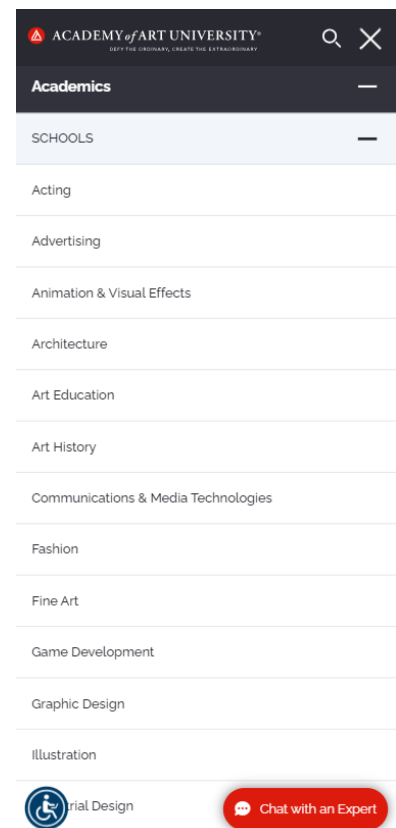 ACADEMY of ART UNIVERSITY®
DEFY THE ORDINARY, CREATE THE EXTRAORDINARY
Academics
SCHOOLS
Acting
Advertising
Animation & Visual Effects
Architecture
Art Education
Art History
Communications & Media Technologies
Fashion
Fine Art
Game Development
Graphic Design
Illustration
trial Design
Chat with an Expert